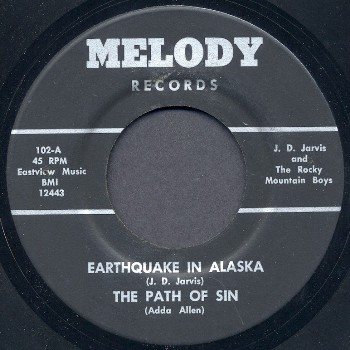 MELODY
RECORDS
102-A
45 RPM
Eastview Music
BMI
12443
J. D. Jarvis
and
The Rocky
Mountain Boys
EARTHQUAKE IN ALASKA
(J. D. Jarvis)
THE PATH OF SIN
(Adda Allen)